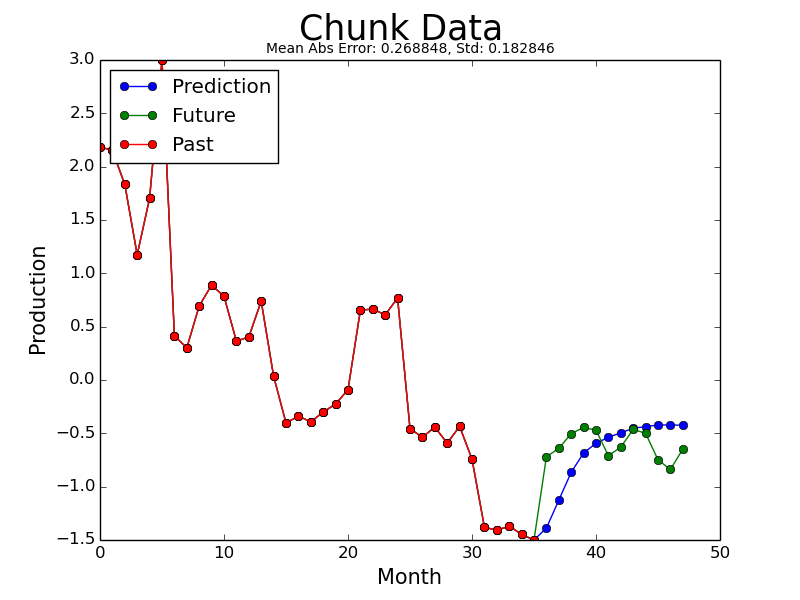 Chunk Data
Mean Abs Error: 0.268848, Std: 0.182846
Prediction
Future
Past
Production
3.0
2.5
2.0
1.5
1.0
0.5
0.0
−0.5
−1.0
−1.5
0 10 20 30 40 50
Month